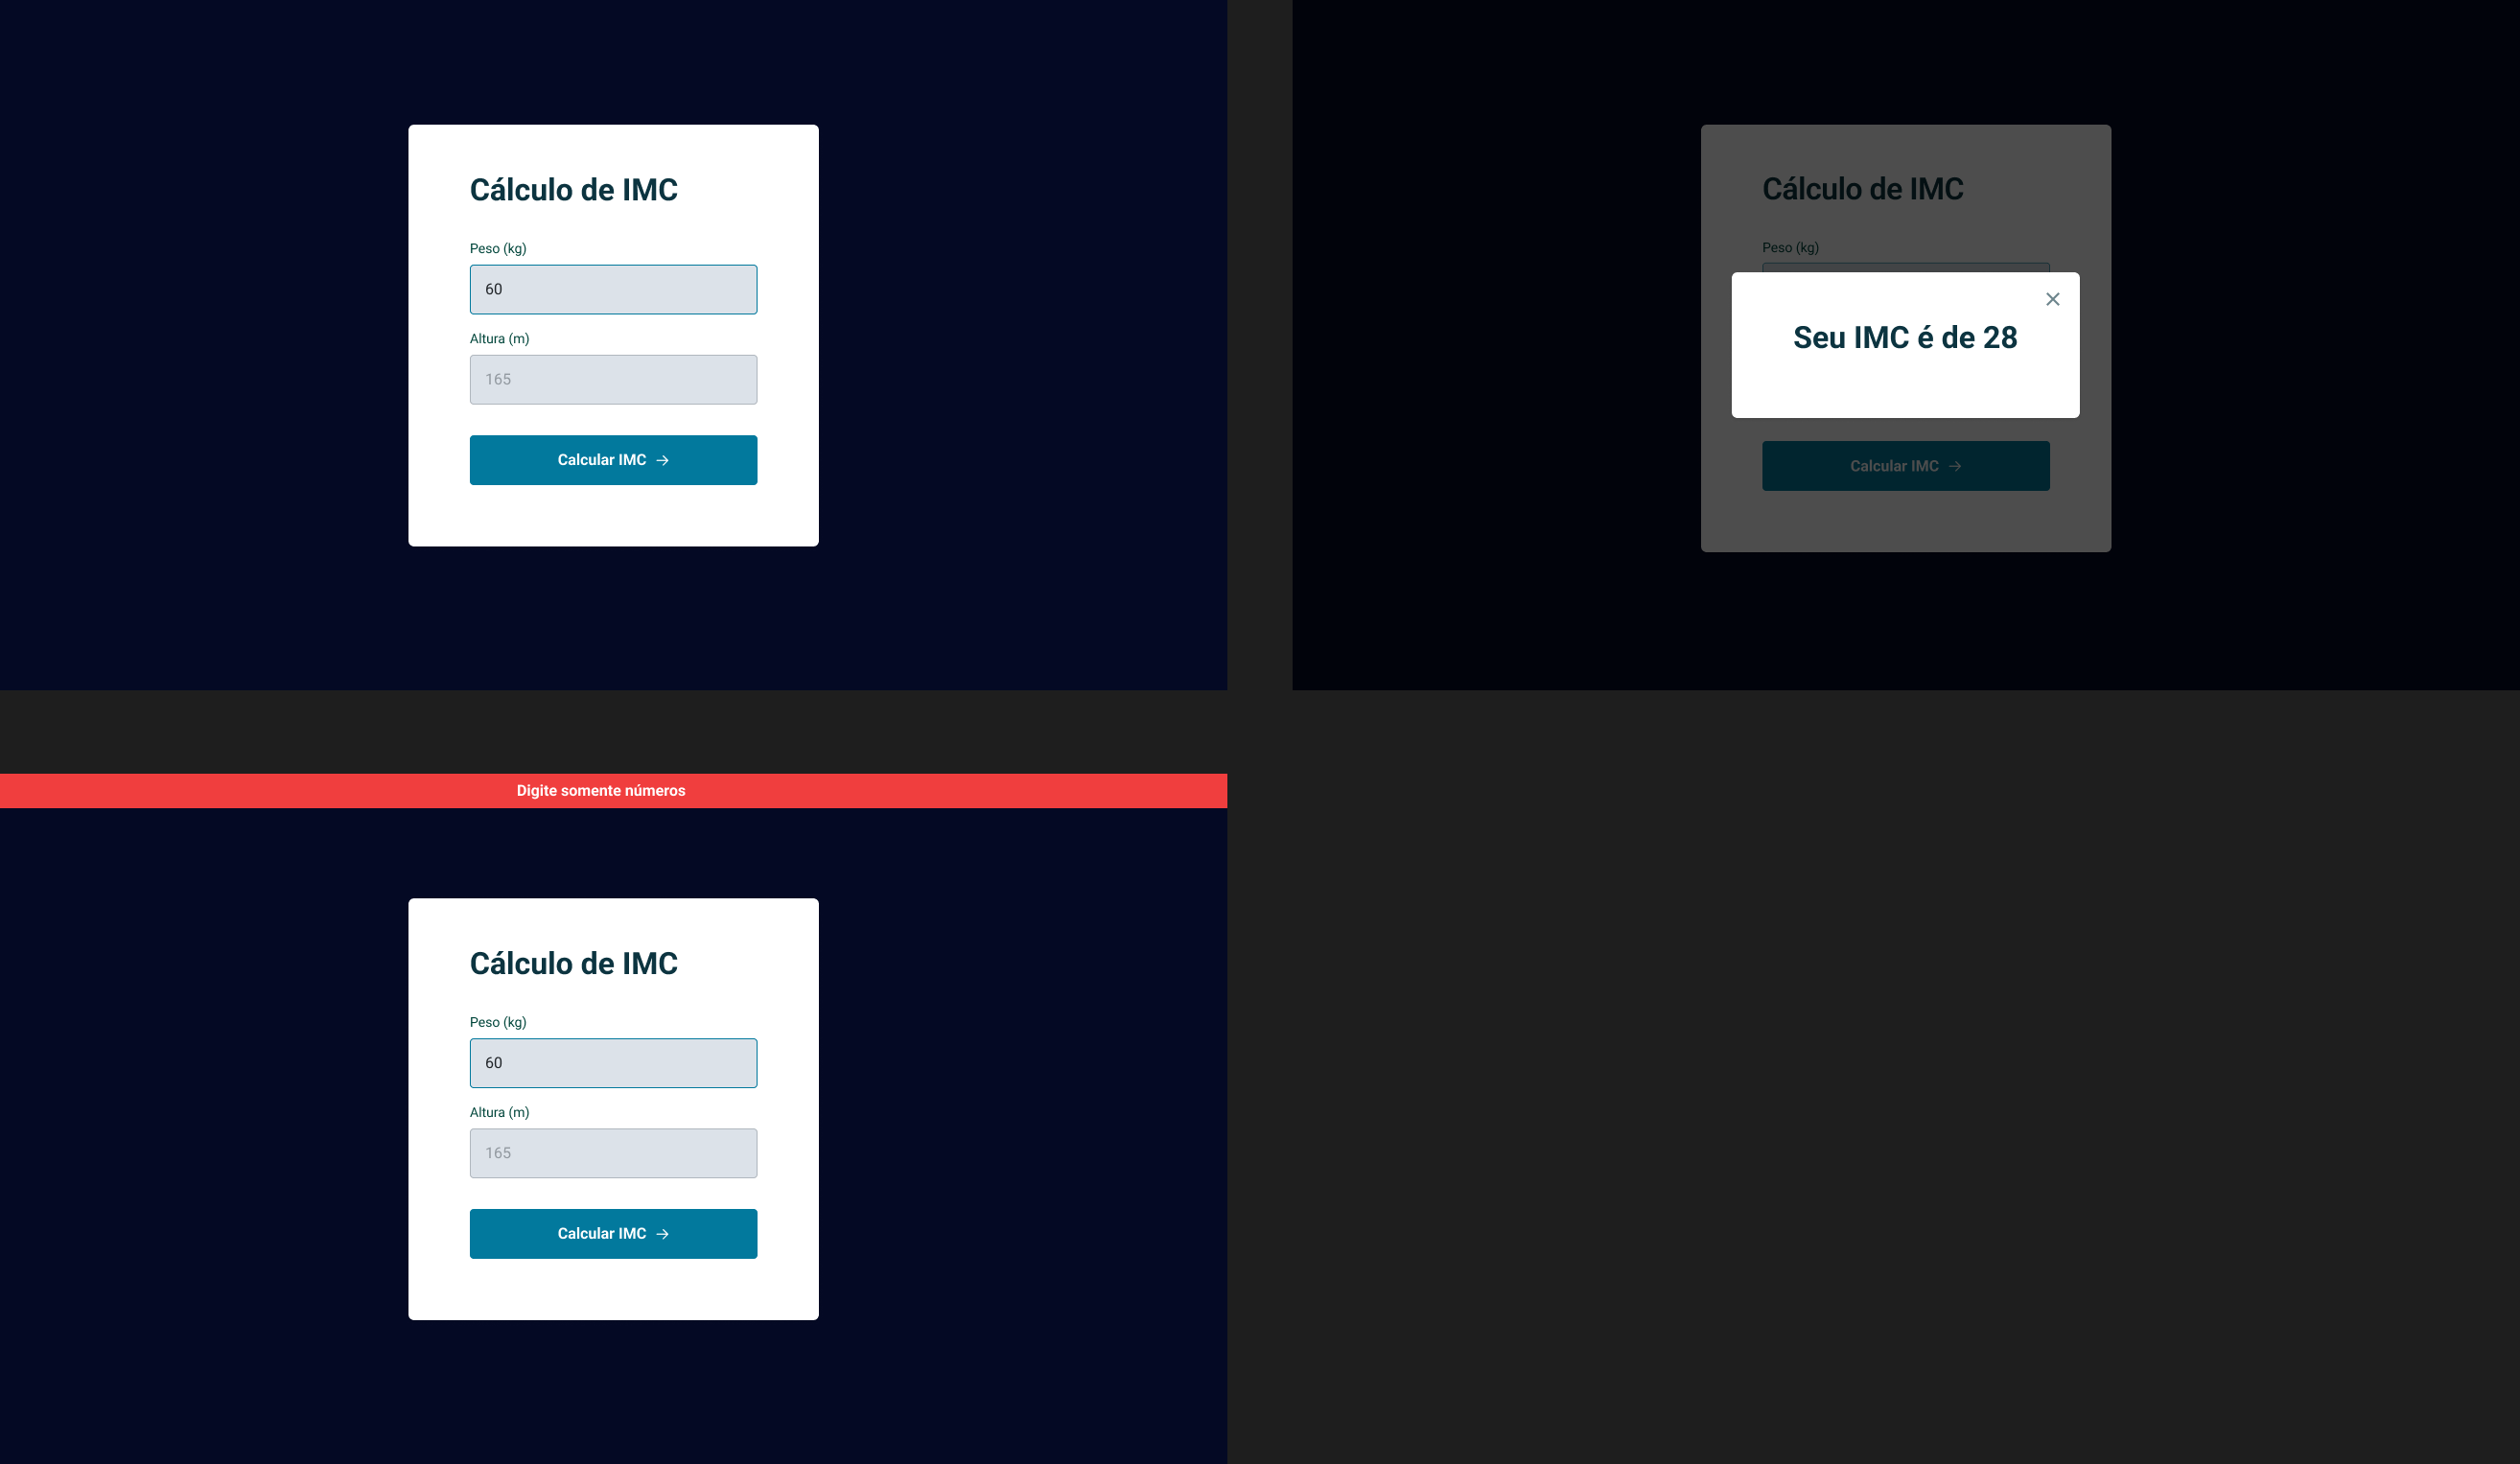 Cálculo de IMC
Peso (kg)
60
Altura (m)
165
Calcular IMC
Cálculo de IMC
Peso (kg)
Seu IMC é de 28
Calcular IMC
Digite somente números
Cálculo de IMC
Peso (kg)
60
Altura (m)
165
Calcular IMC